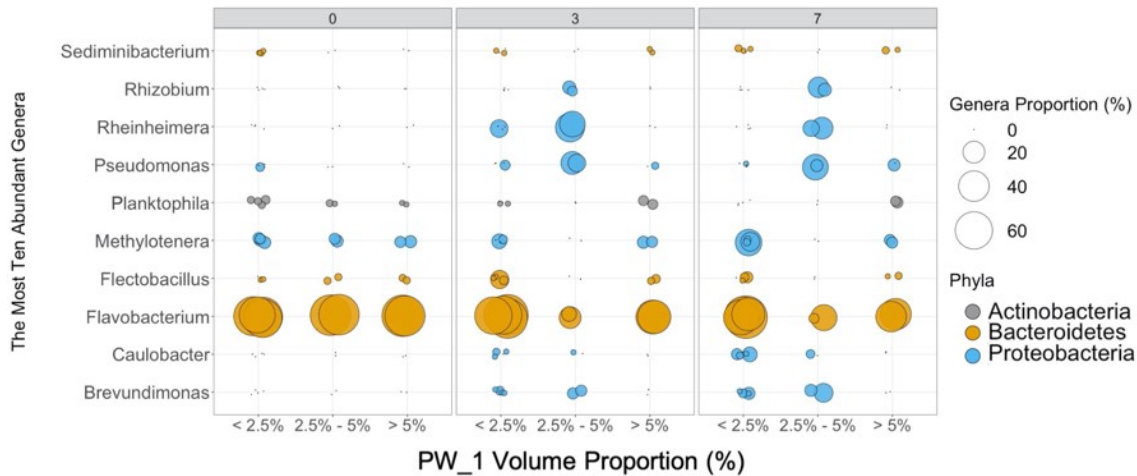 0 3 7
The Most Ten Abundant Genera
Sediminibacterium
Rhizobium
Rheinheimera
Pseudomonas
Planktophila
Methylotenera
Flectobacillus
Flavobacterium
Caulobacter
Brevundimonas
< 2.5% 2.5% - 5% > 5% < 2.5% 2.5% - 5% > 5% < 2.5% 2.5% - 5% > 5%
PW_1 Volume Proportion (%)
Genera Proportion (%)
0
20
40
60
Phyla
Actinobacteria
Bacteroidetes
Proteobacteria